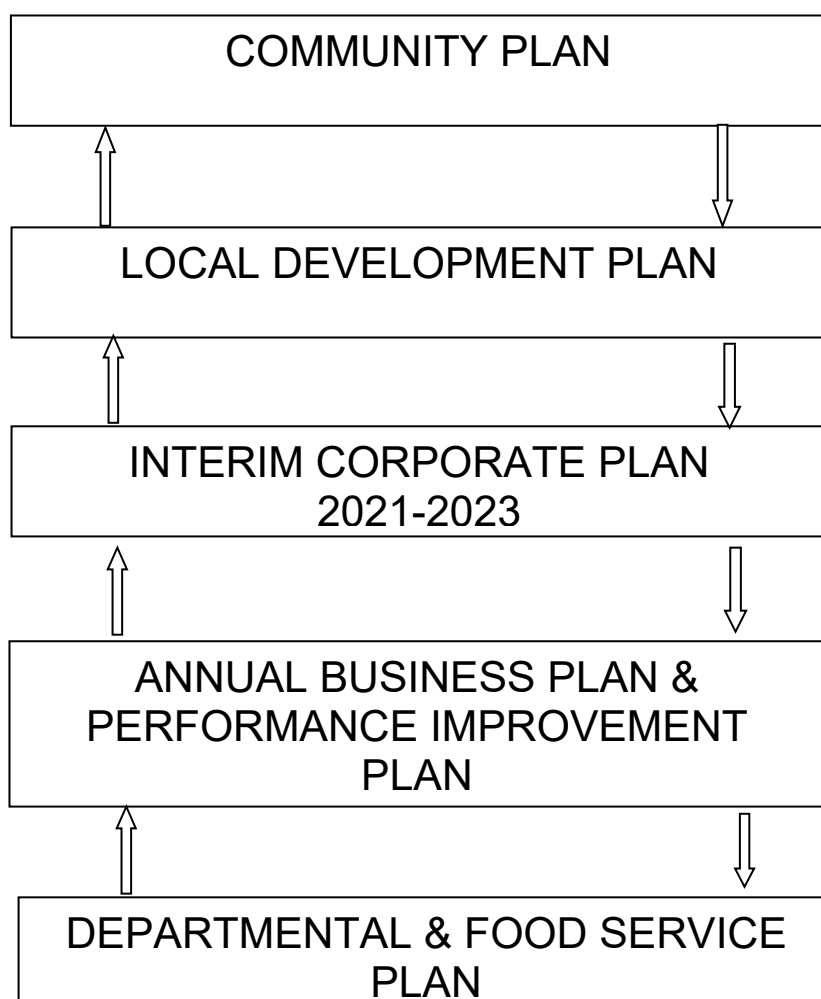 COMMUNITY PLAN
LOCAL DEVELOPMENT PLAN
INTERIM CORPORATE PLAN
2021-2023
ANNUAL BUSINESS PLAN &
PERFORMANCE IMPROVEMENT
PLAN
DEPARTMENTAL & FOOD SERVICE
PLAN